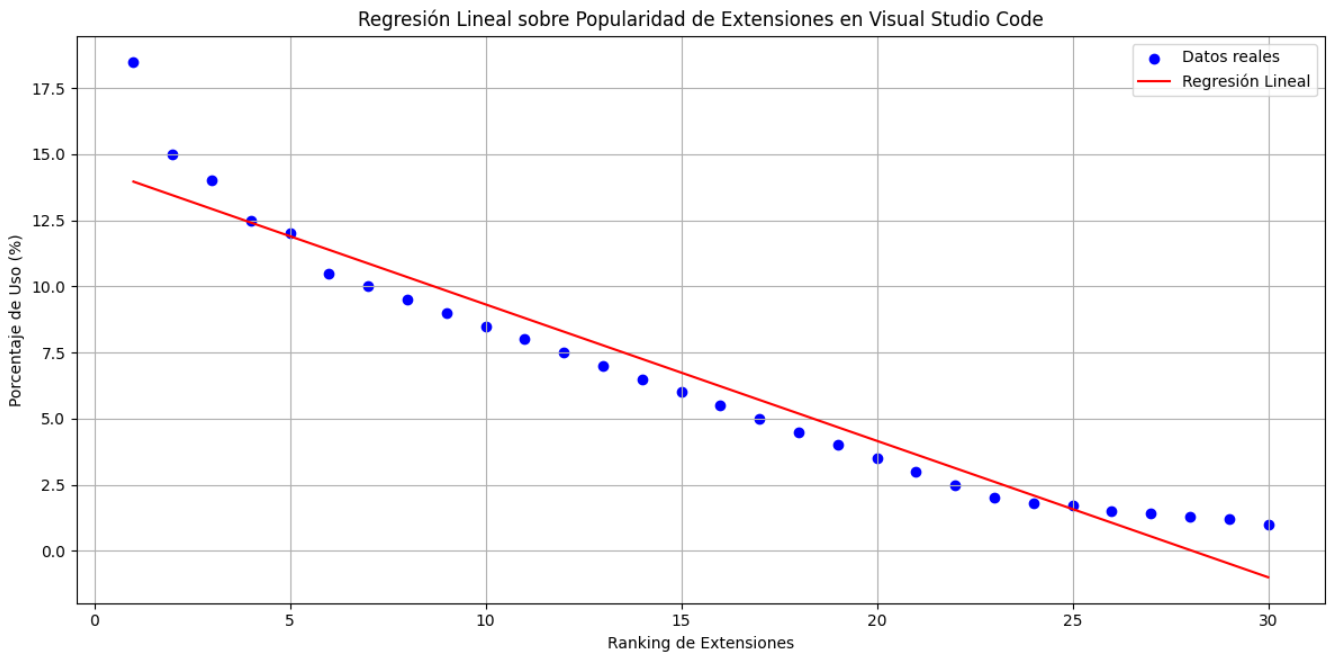 Regresión Lineal sobre Popularidad de Extensiones en Visual Studio Code
Datos reales
Regresión Lineal
Porcentaje de Uso (%)
17.5
15.0
12.5
10.0
7.5
5.0
2.5
0.0
0 5 10 15 20 25 30
Ranking de Extensiones